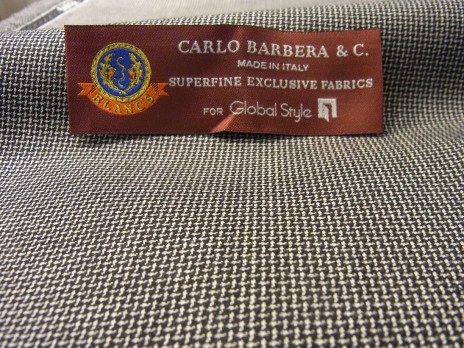 CARLO BARBERA & C.
MADE IN ITALY
SUPERFINE EXCLUSIVE FABRICS
FOR Global Style